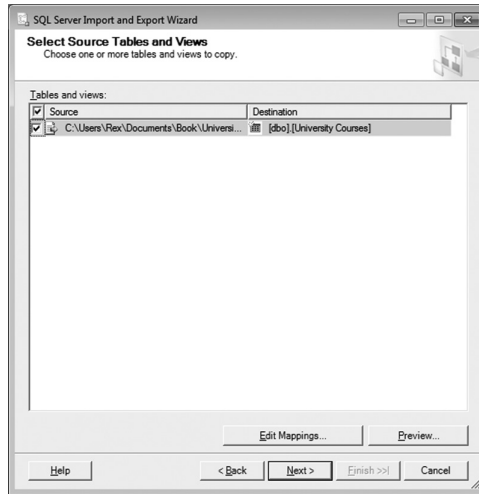 SQL Server Import and Export Wizard
Select Source Tables and Views
Choose one or more tables and views to copy.
Tables and views:
Source Destination
C:\Users\Rex\Documents\Book\Universi... [dbo].[University Courses]
Edit Mappings... Preview...
Help < Back Next > Finish >>| Cancel